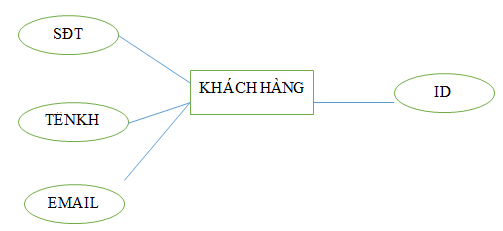 SĐT
KHÁCH HÀNG
ID
TENKH
EMAIL